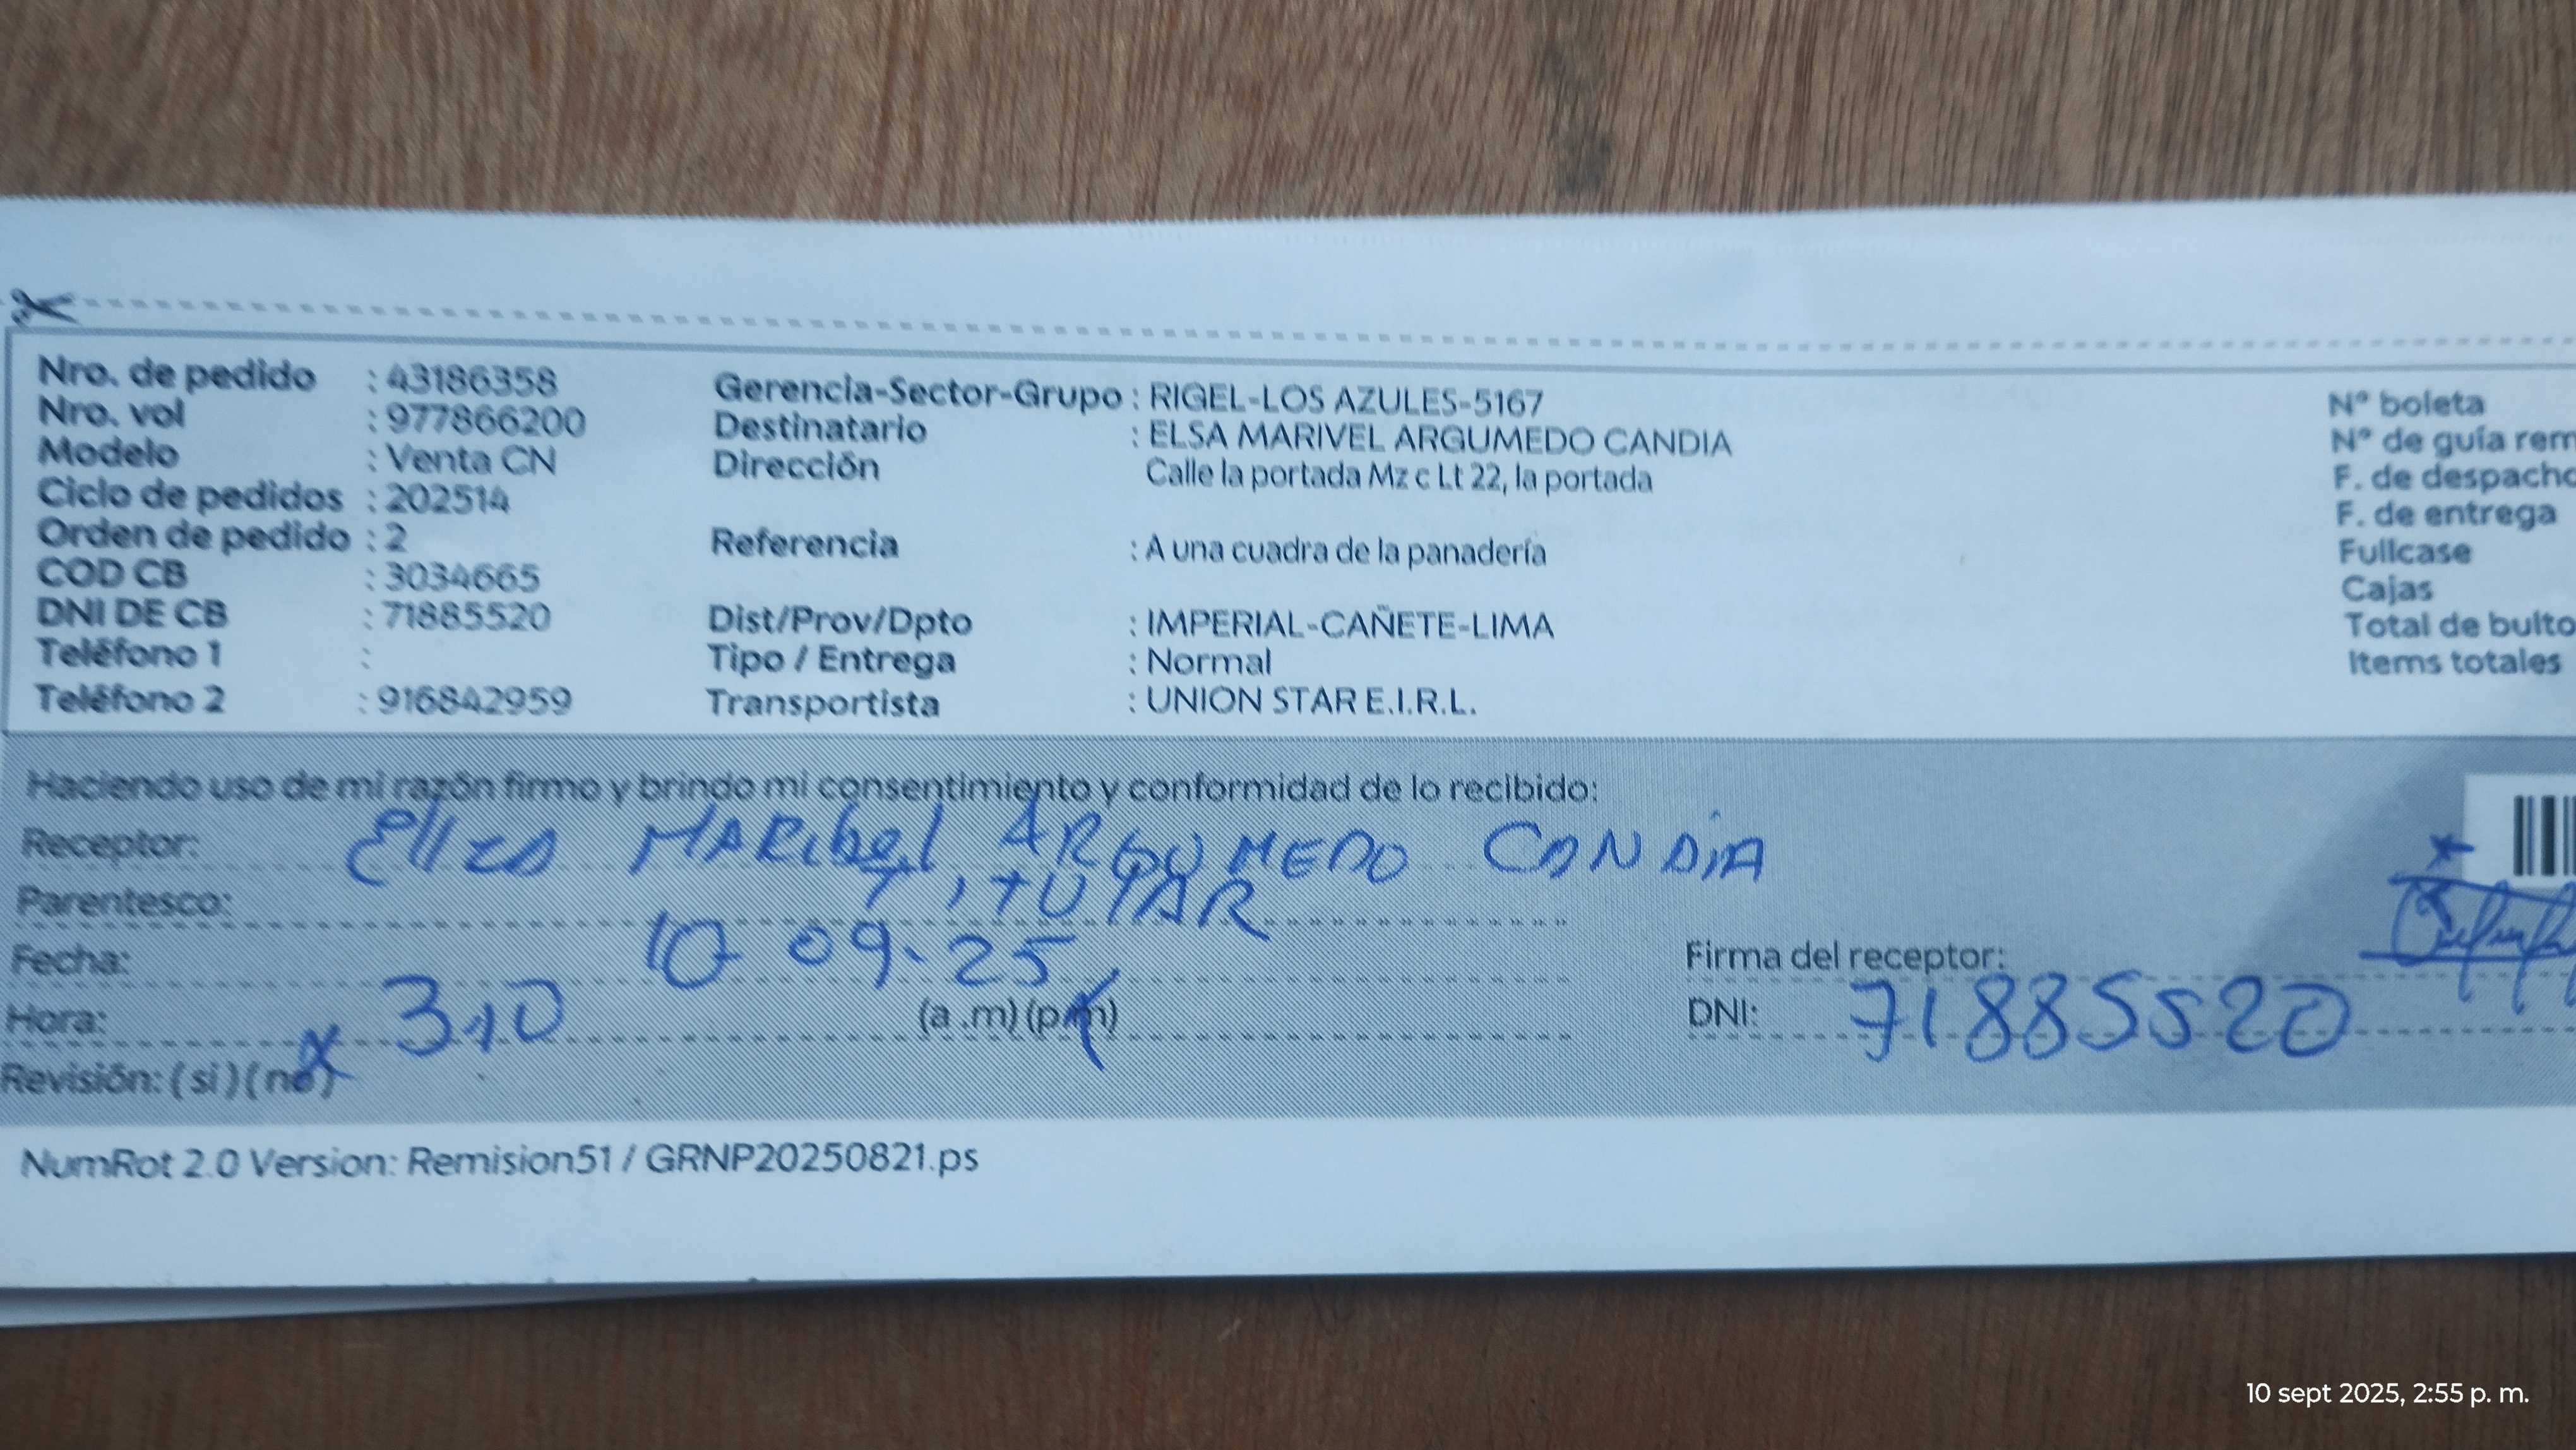 Nro. de pedido : 43186358 Gerencia-Sector-Grupo : RIGEL-LOS AZULES-5167 Nº boleta
Nro. vol : 977866200 Destinatario : ELSA MARIVEL ARGUMEDO CANDIA Nº de guía rem
Modelo : Venta CN Dirección Calle la portada Mz c Lt 22, la portada F. de despacho
Ciclo de pedidos : 202514 F. de entrega
Orden de pedido : 2 Referencia : A una cuadra de la panadería Fullcase
COD CB : 3034665 Cajas
DNI DE CB : 71885520 Dist/Prov/Dpto : IMPERIAL-CAÑETE-LIMA Total de bulto
Teléfono 1 : Tipo / Entrega : Normal Items totales
Teléfono 2 : 916842959 Transportista : UNION STAR E.I.R.L.
Haciendo uso de mi razón firmo y brindo mi consentimiento y conformidad de lo recibido:
Receptor: MARibel ARGUMEDO CANDiA
Parentesco: TiTULAR
Fecha: 10 09.25 Firma del receptor:
Hora: 3:10 (a .m) (p.m) DNI: 71885520
Revisión: (si) (no)
NumRot 2.0 Version: Remision51 / GRNP20250821.ps
10 sept 2025, 2:55 p. m.